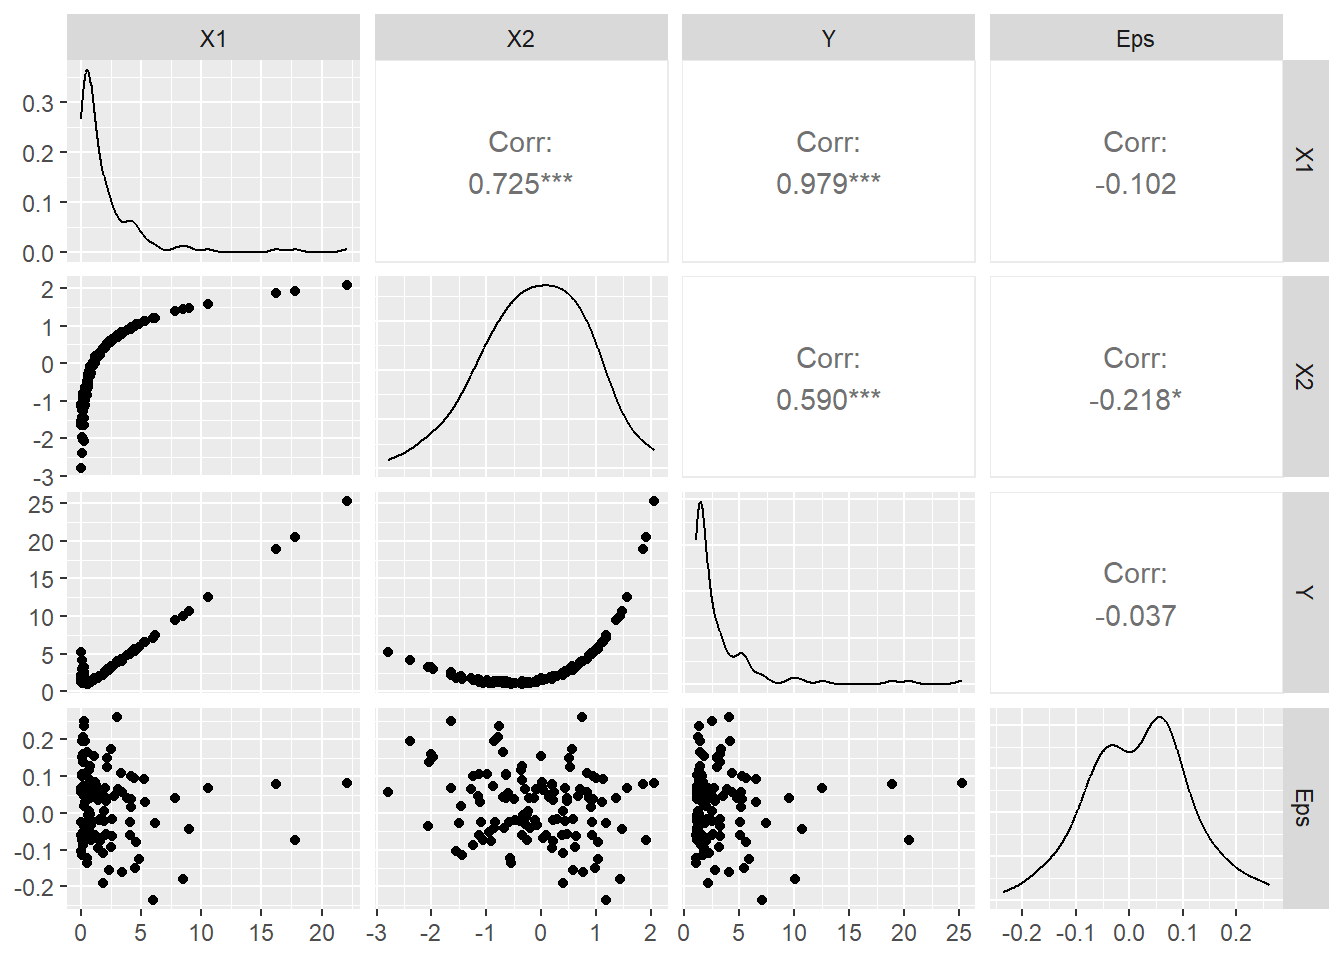 X1 X2 Y Eps
0.3
0.2
0.1
0.0
Corr:
0.725***
Corr:
0.979***
Corr:
-0.102
X1
2
1
0
-1
-2
-3
Corr:
0.590***
Corr:
-0.218*
X2
25
20
15
10
5
0
Corr:
-0.037
Y
0.2
0.1
0.0
-0.1
-0.2
Eps
0 5 10 15 20
-3 -2 -1 0 1 2
0 5 10 15 20 25
-0.2 -0.1 0.0 0.1 0.2